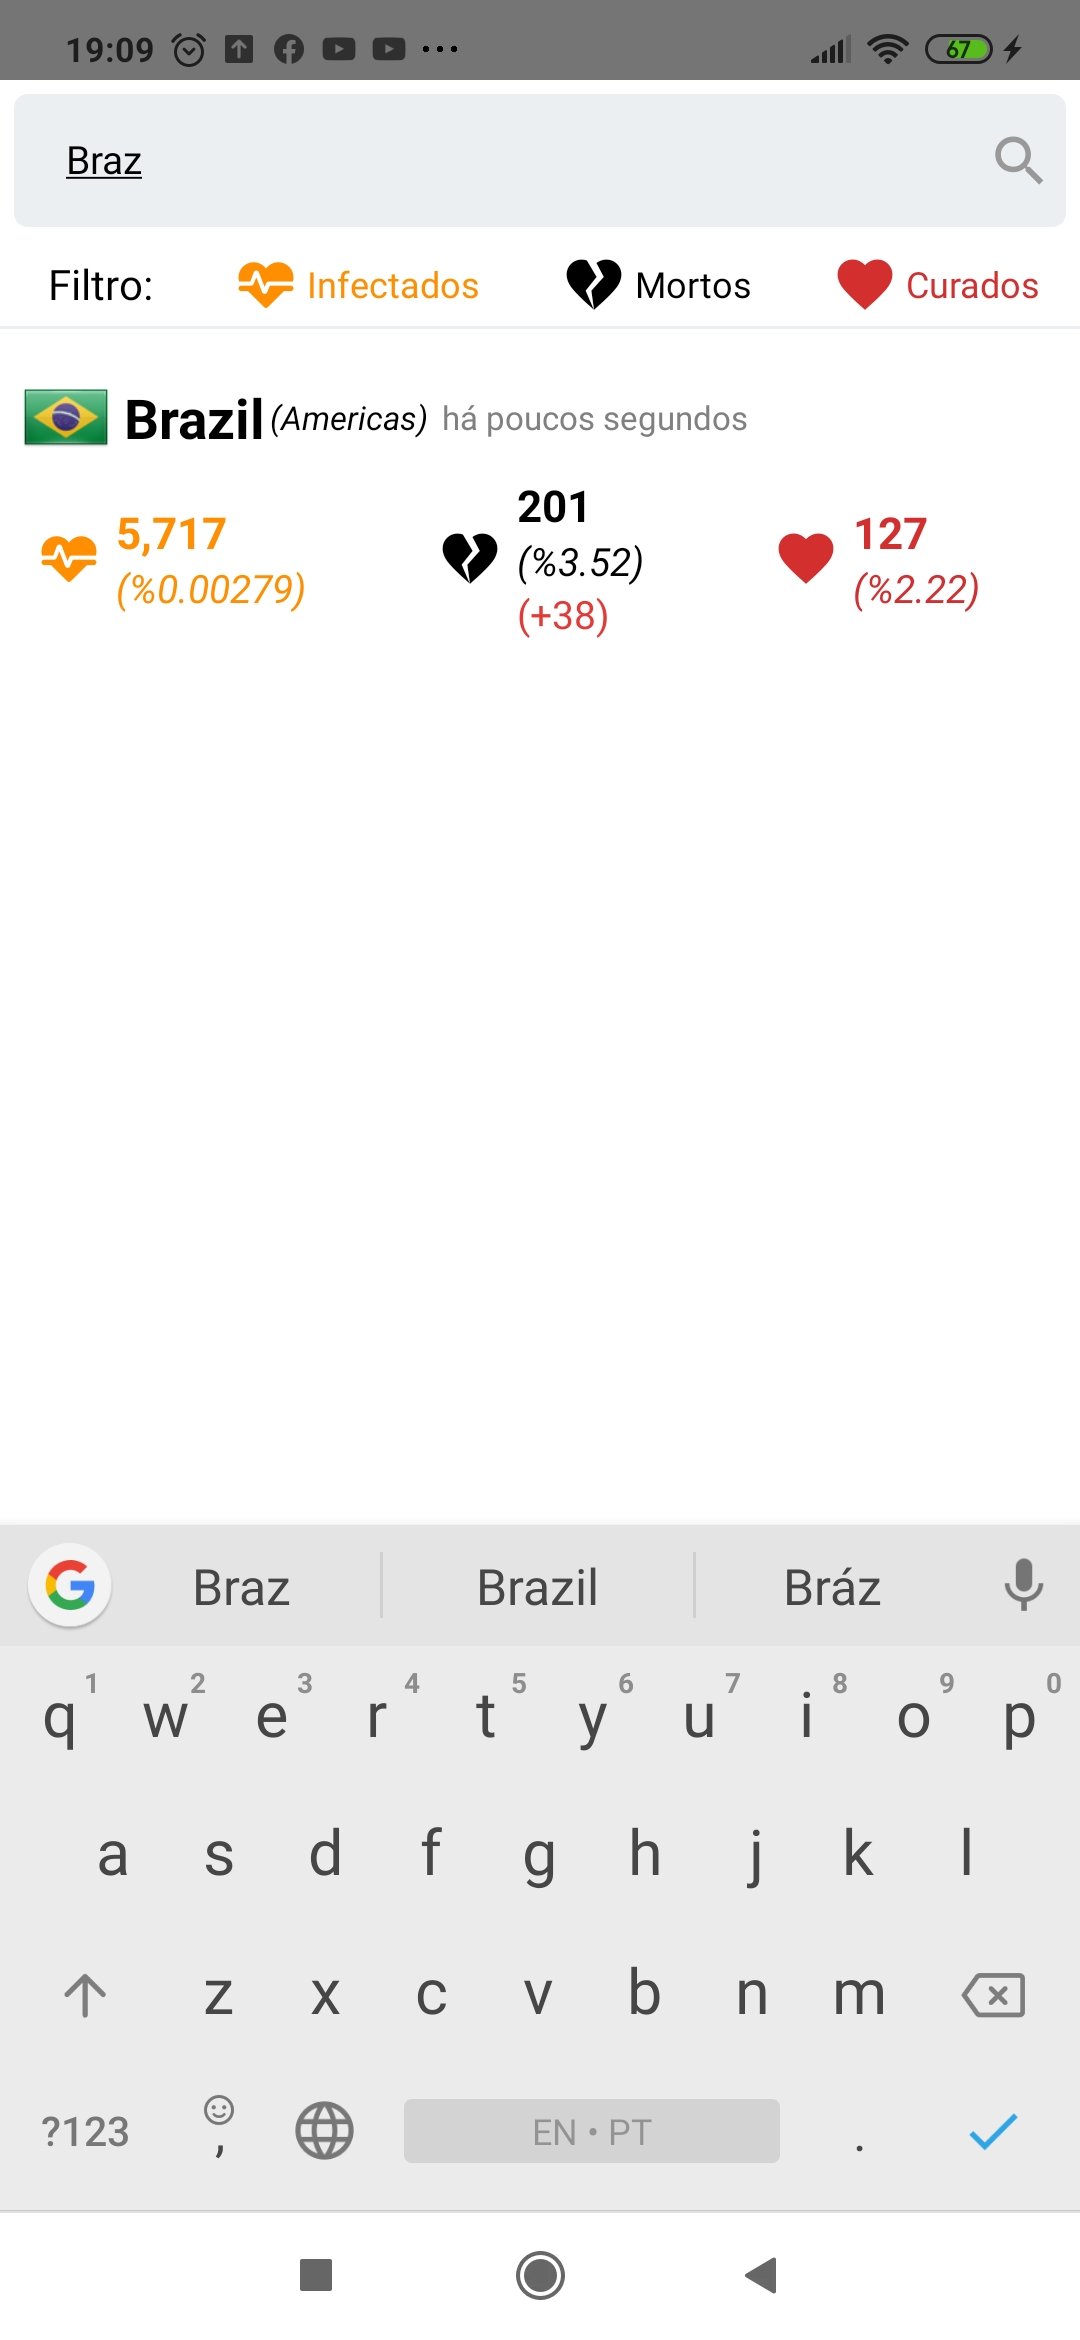 19:09 67
Braz
Filtro: Infectados Mortos Curados
Brazil (Americas) há poucos segundos
5,717 201 127
(%0.00279) (%3.52) (%2.22)
(+38)
Braz Brazil Bráz
q 1 w 2 e 3 r 4 t 5 y 6 u 7 i 8 o 9 p 0
a s d f g h j k l
z x c v b n m
?123 , EN • PT .